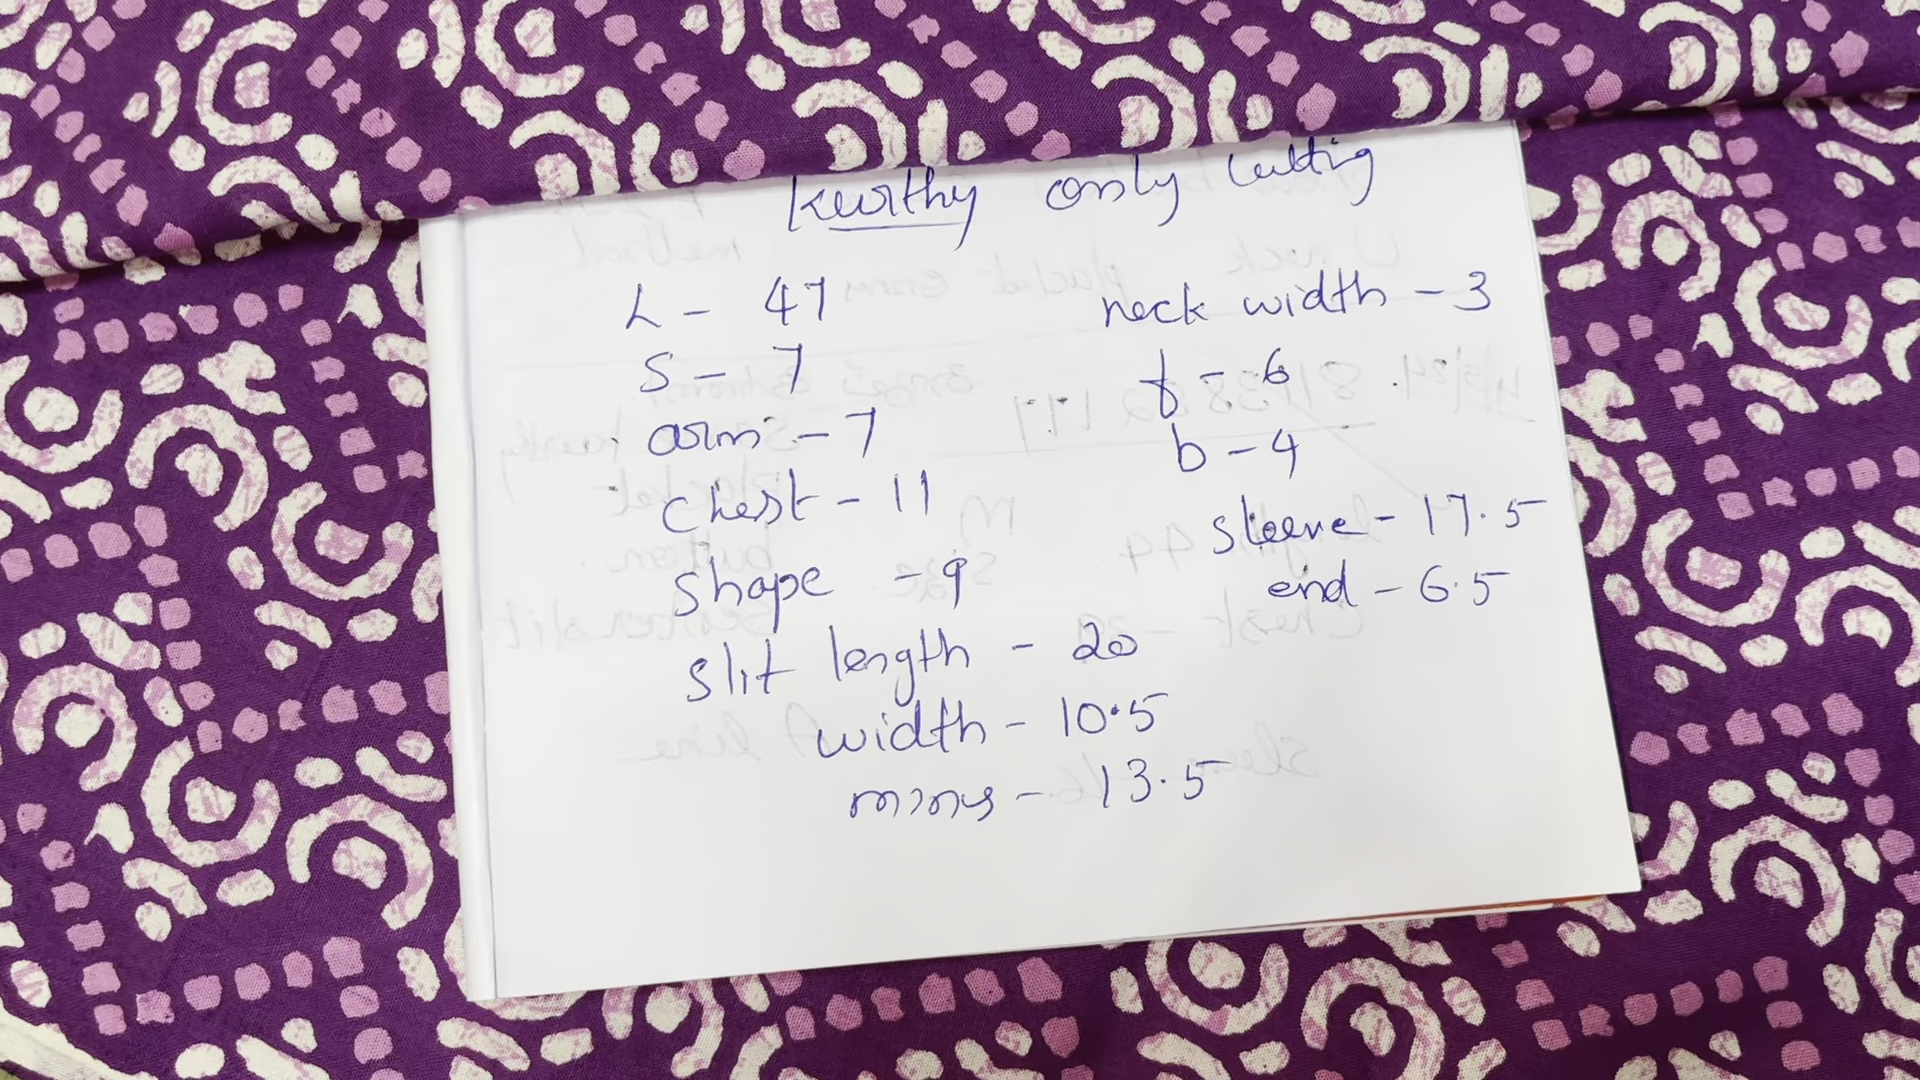 Kurthy only Cutting
L - 47
S - 7
arm - 7
chest - 11
shape - 9
slit length - 20
width - 10.5
neck width - 3
f - 6
b - 4
sleeve - 17.5
end - 6.5
- 13.5